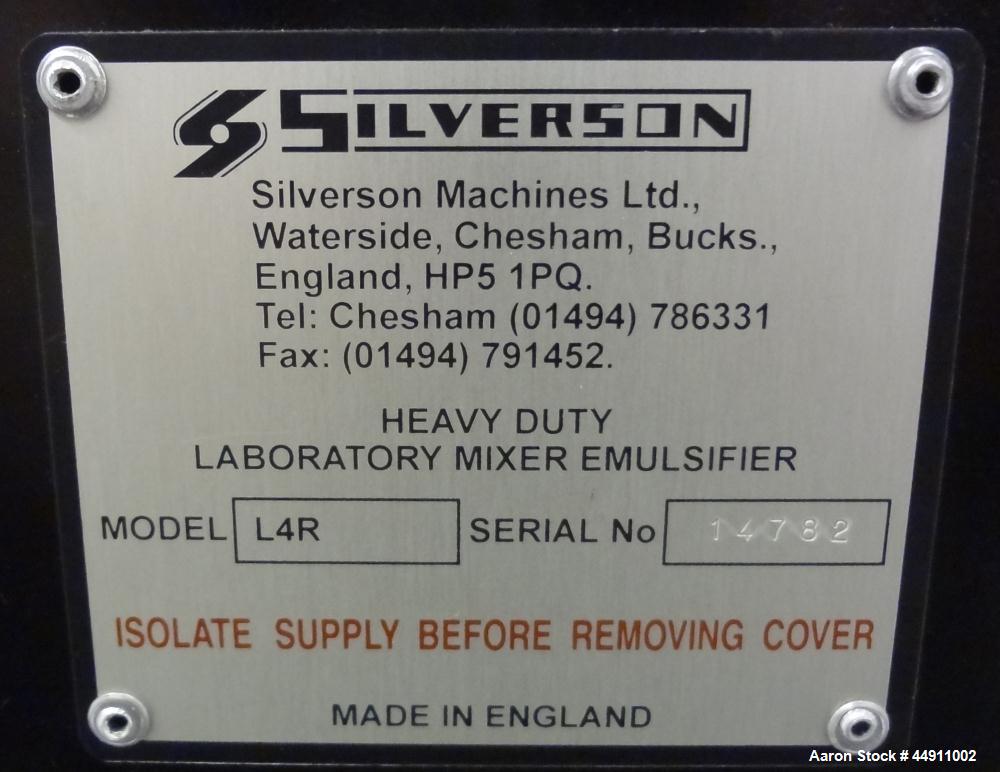 SILVERSON
Silverson Machines Ltd.,
Waterside, Chesham, Bucks.,
England, HP5 1PQ.
Tel: Chesham (01494) 786331
Fax: (01494) 791452.
HEAVY DUTY
LABORATORY MIXER EMULSIFIER
MODEL L4R SERIAL No 14782
ISOLATE SUPPLY BEFORE REMOVING COVER
MADE IN ENGLAND
Aaron Stock # 44911002